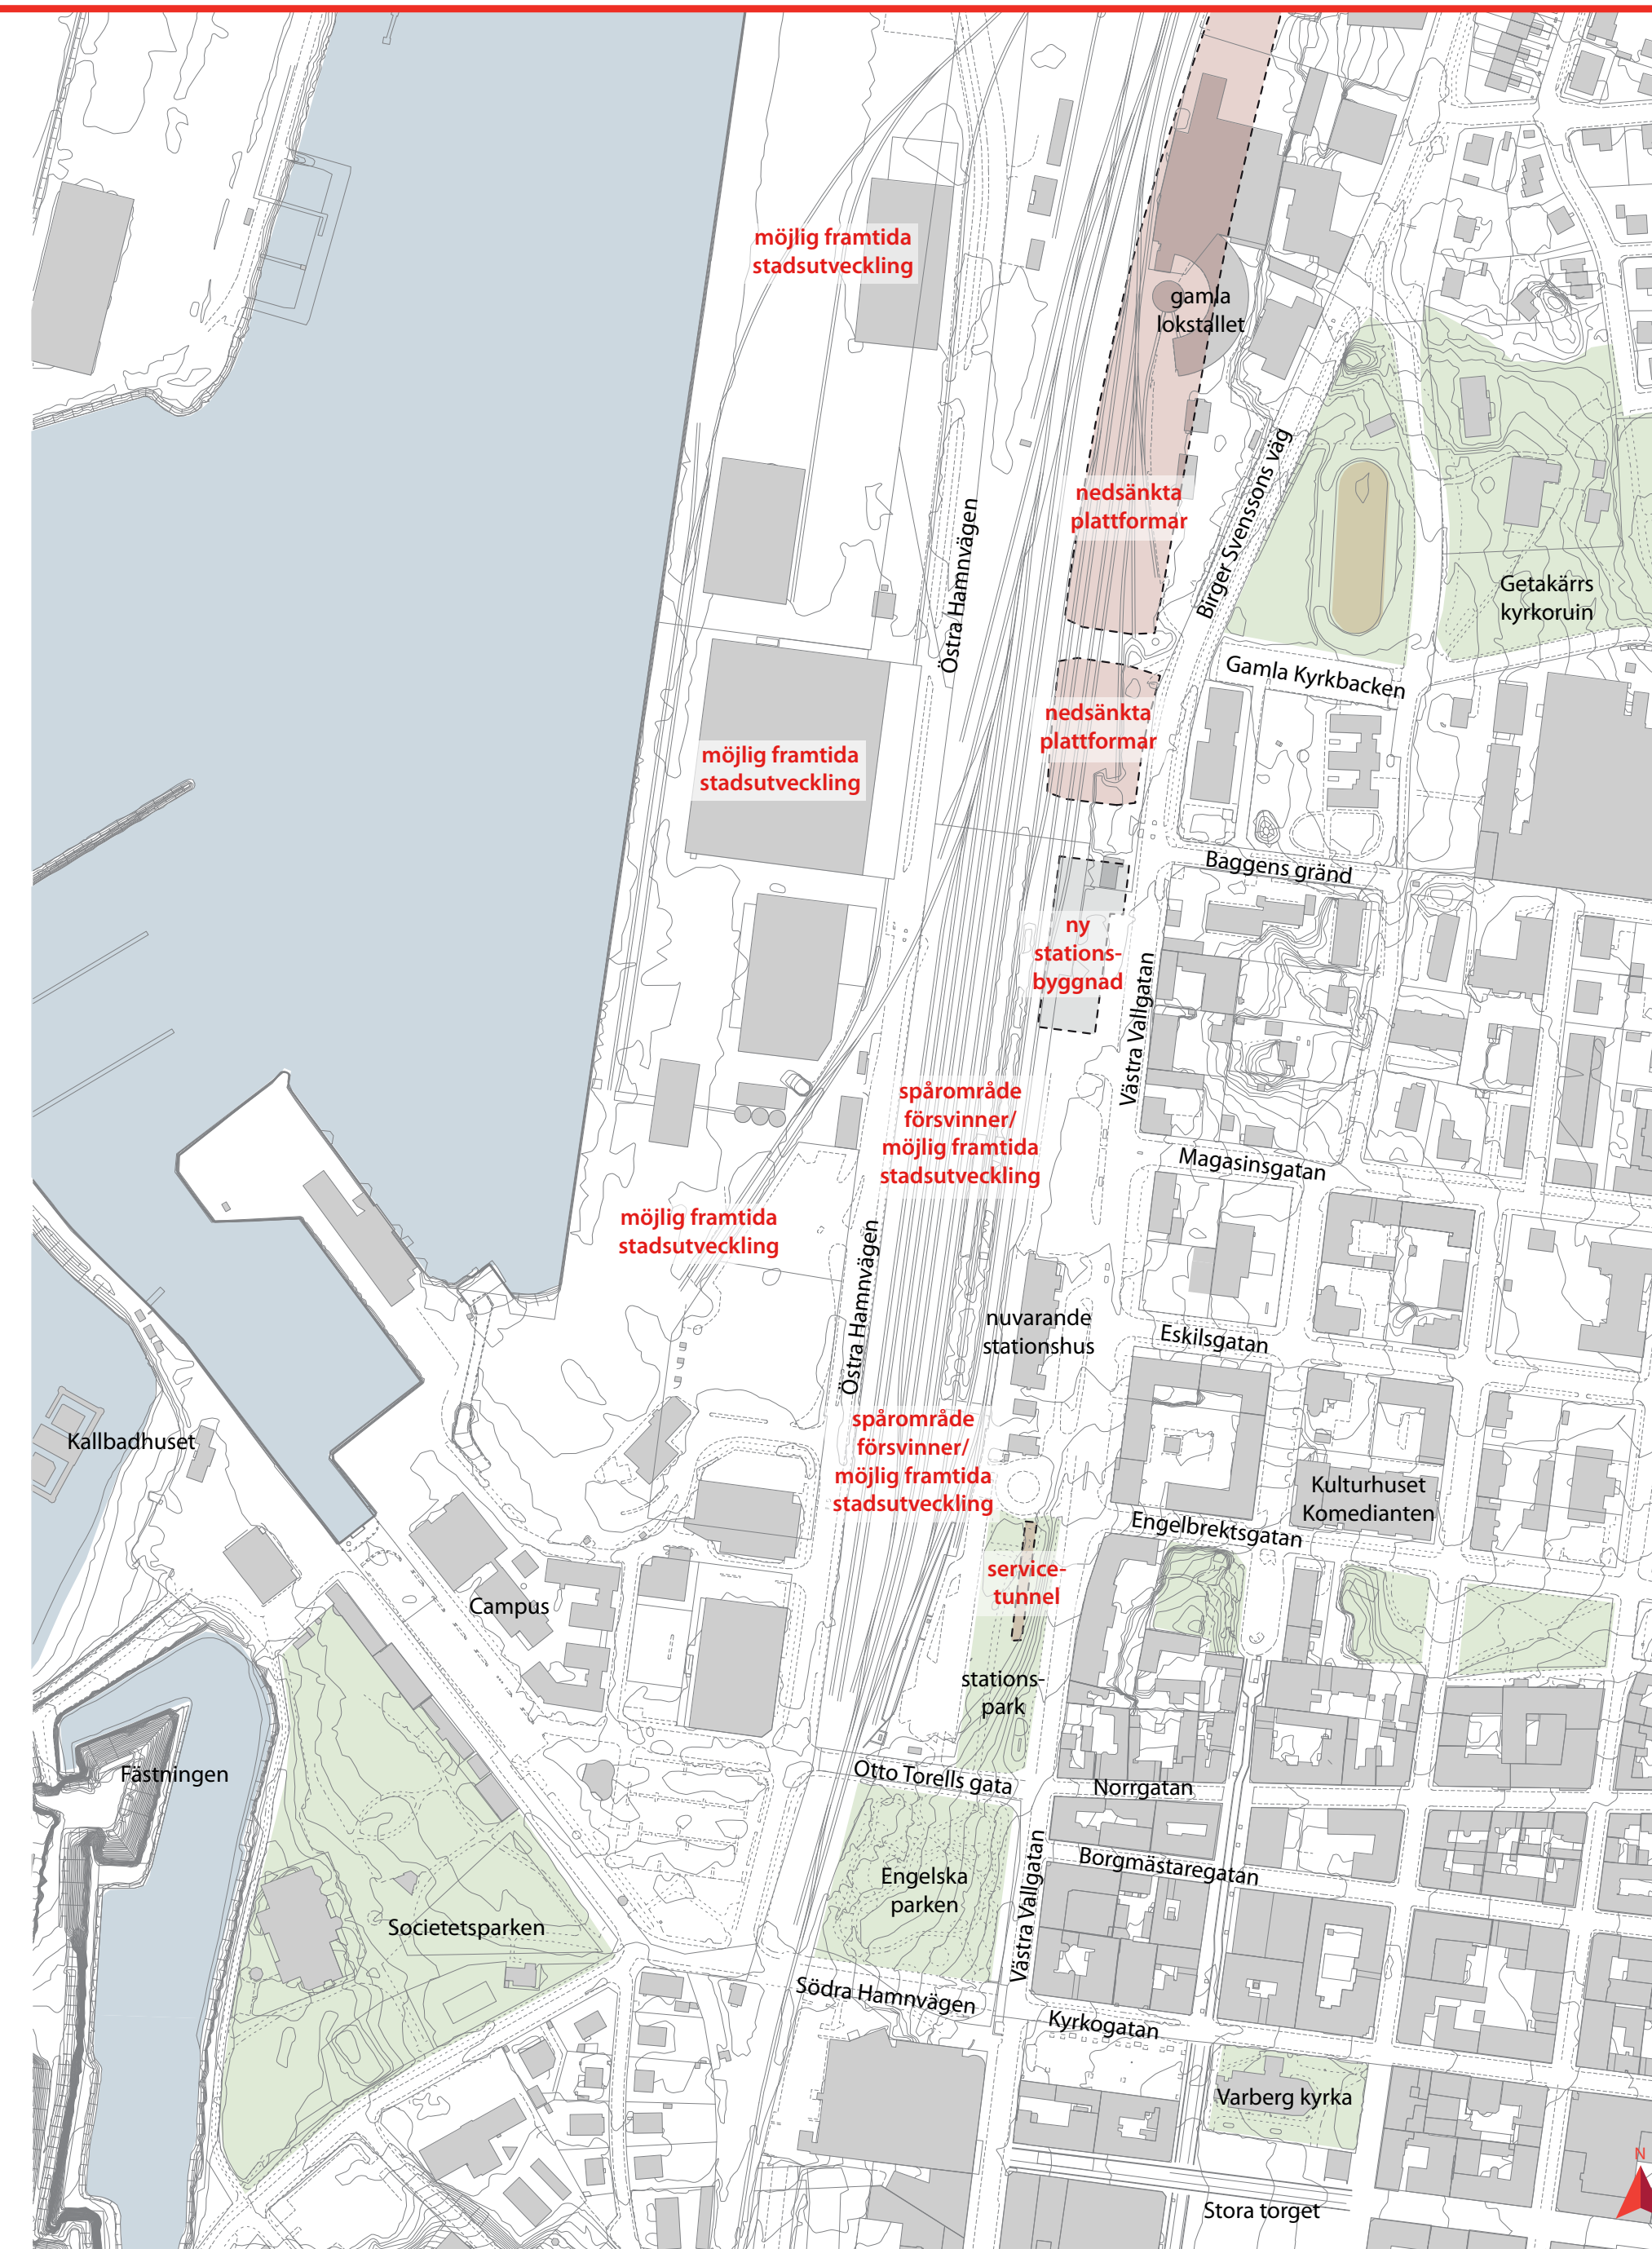 möjlig framtida
stadsutveckling
gamla
lokstallet
nedsänkta
plattformar
Birger Svenssons väg
Östra Hamnvägen
Getakärrs
kyrkoruin
Gamla Kyrkbacken
nedsänkta
plattformar
möjlig framtida
stadsutveckling
Baggens gränd
ny
stations-
byggnad
Västra Vallgatan
spårområde
försvinner/
möjlig framtida
stadsutveckling
Magasinsgatan
möjlig framtida
stadsutveckling
Östra Hamnvägen
nuvarande
stationshus
Eskilsgatan
Kallbadhuset
spårområde
försvinner/
möjlig framtida
stadsutveckling
Kulturhuset
Komedianten
Engelbrektsgatan
service-
tunnel
Campus
stations-
park
Fästningen
Otto Torells gata
Norrgatan
Borgmästaregatan
Engelska
parken
Västra Vallgatan
Societetsparken
Södra Hamnvägen
Kyrkogatan
Varberg kyrka
N
Stora torget